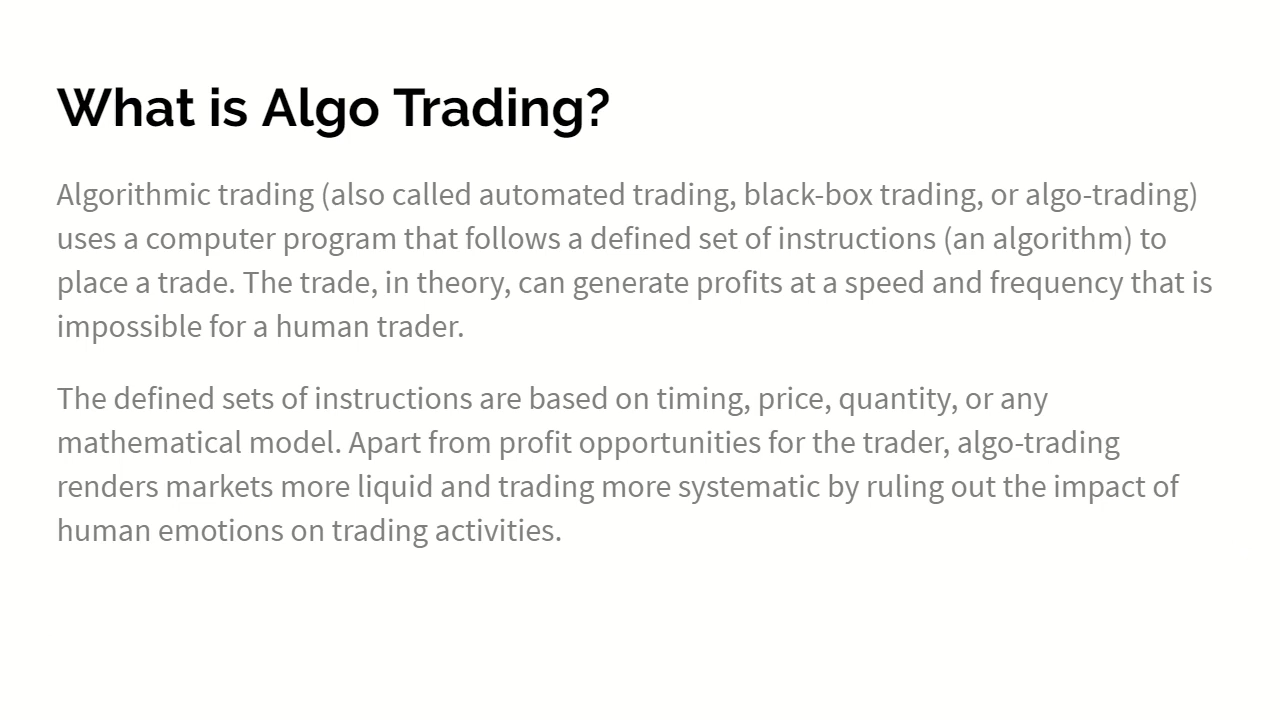 What is Algo Trading?
Algorithmic trading (also called automated trading, black-box trading, or algo-trading)
uses a computer program that follows a defined set of instructions (an algorithm) to
place a trade. The trade, in theory, can generate profits at a speed and frequency that is
impossible for a human trader.
The defined sets of instructions are based on timing, price, quantity, or any
mathematical model. Apart from profit opportunities for the trader, algo-trading
renders markets more liquid and trading more systematic by ruling out the impact of
human emotions on trading activities.